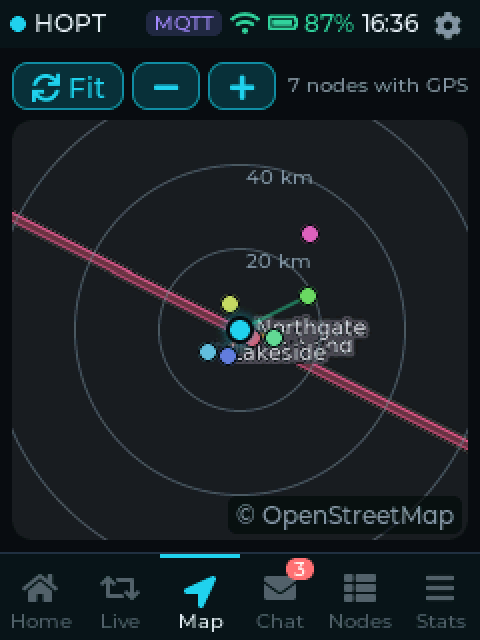 HOPT MQTT 87% 16:36
Fit − + 7 nodes with GPS
40 km
20 km
Northgate
Lakeside
© OpenStreetMap
3
Home Live Map Chat Nodes Stats